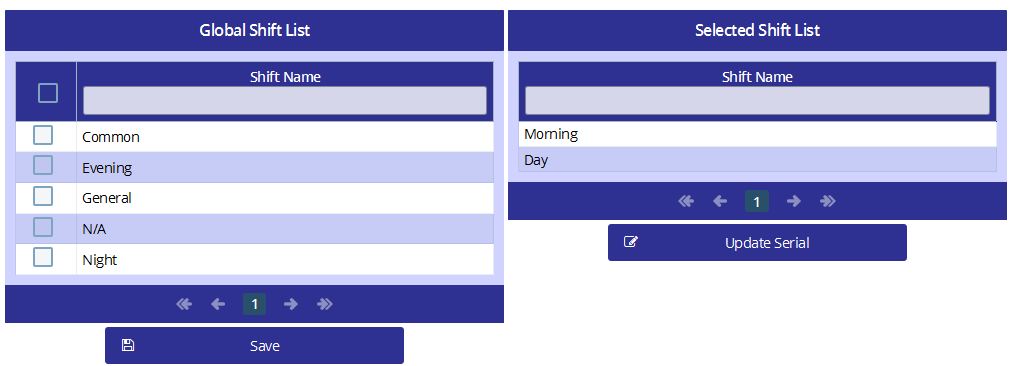 Global Shift List
Shift Name
Common
Evening
General
N/A
Night
1
Save
Selected Shift List
Shift Name
Morning
Day
1
Update Serial